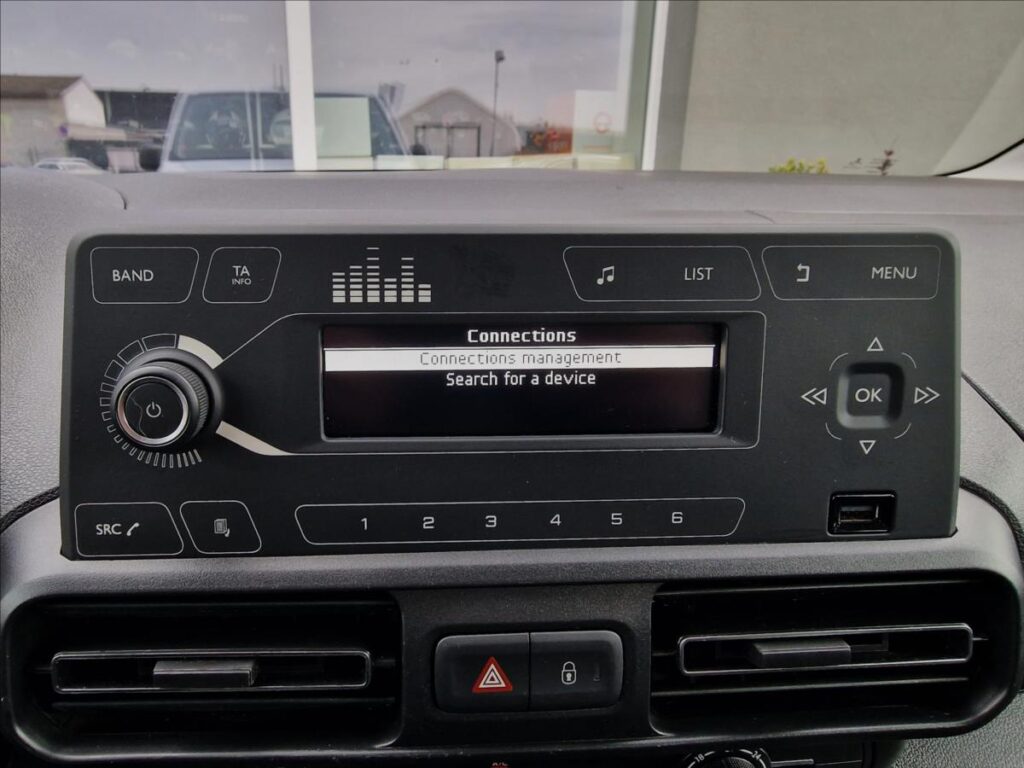 BAND
TA
INFO
LIST
MENU
Connections
Connections management
Search for a device
OK
SRC
1 2 3 4 5 6